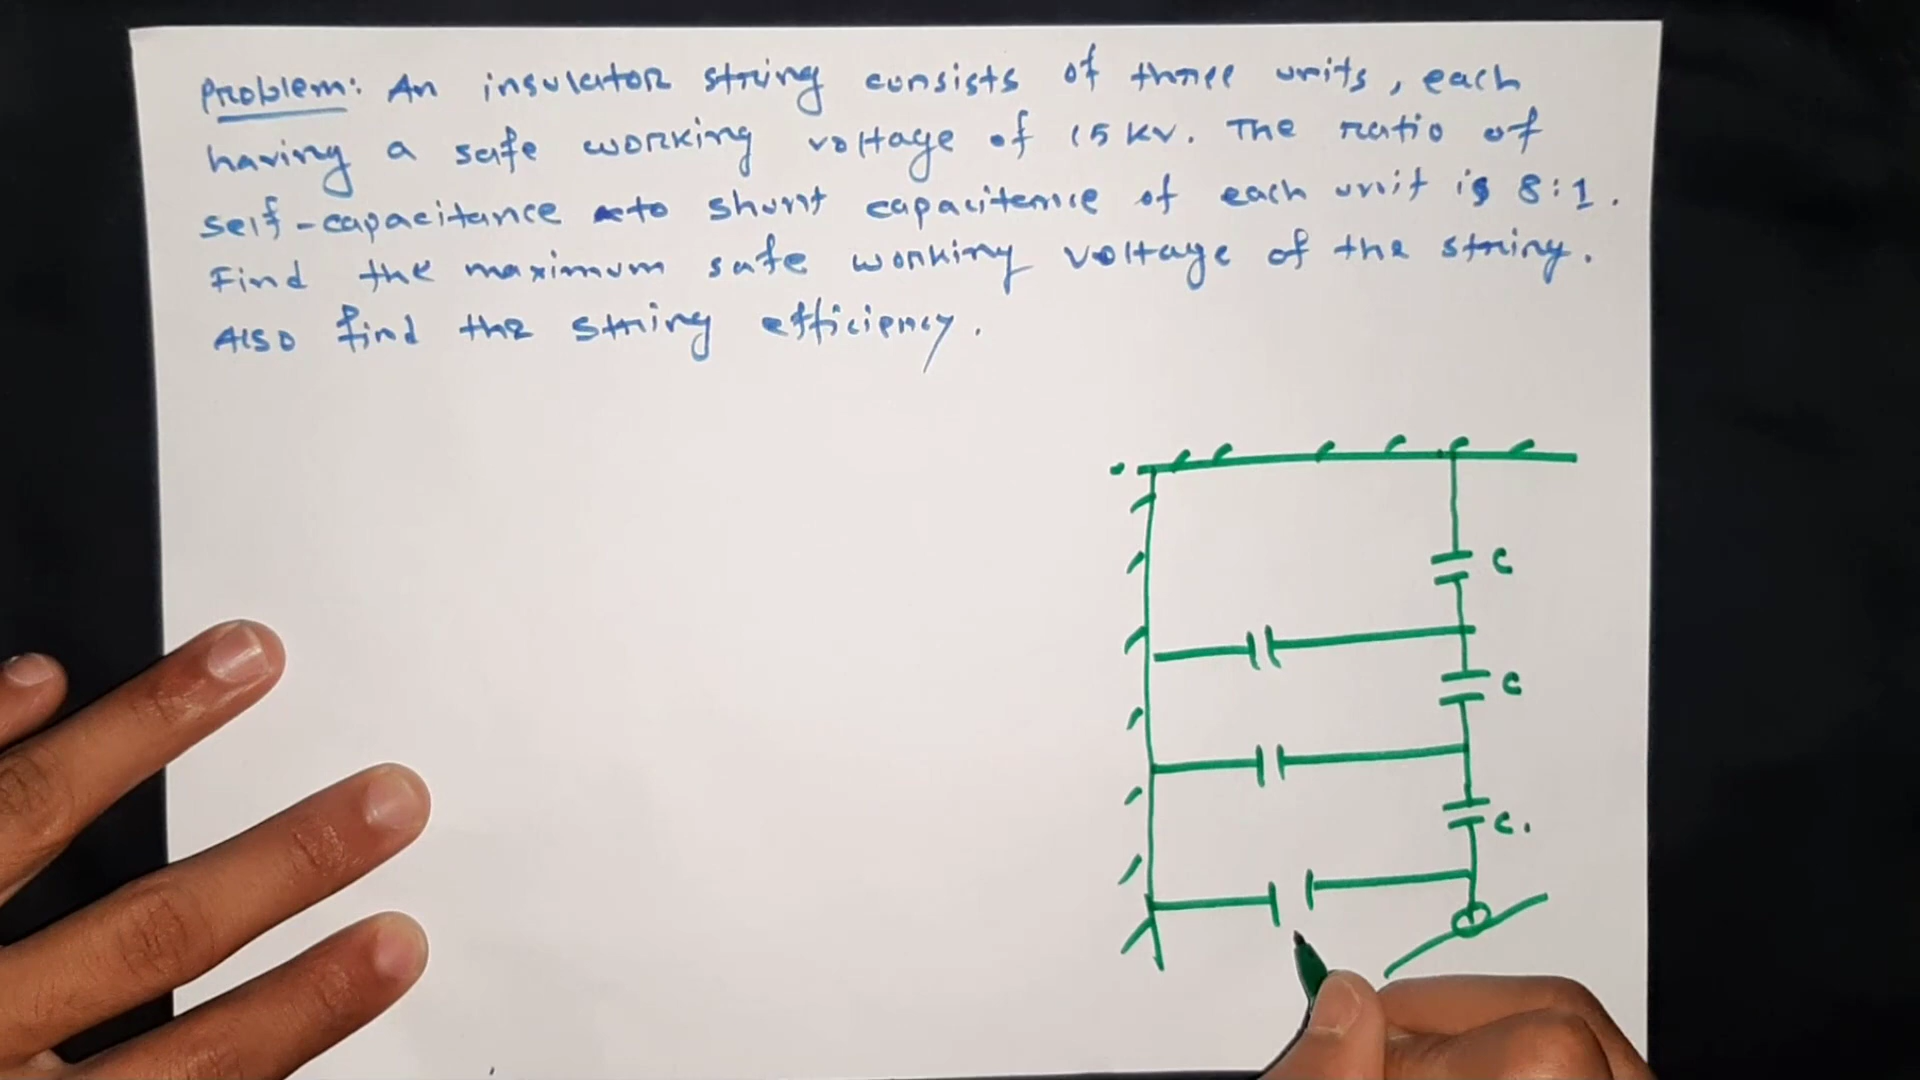 Problem: An insulator string consists of three units, each
having a safe working voltage of 15 kv. The ratio of
self-capacitance to shunt capacitance of each unit is 8:1.
Find the maximum safe working voltage of the string.
Also find the string efficiency.
C
C
C.